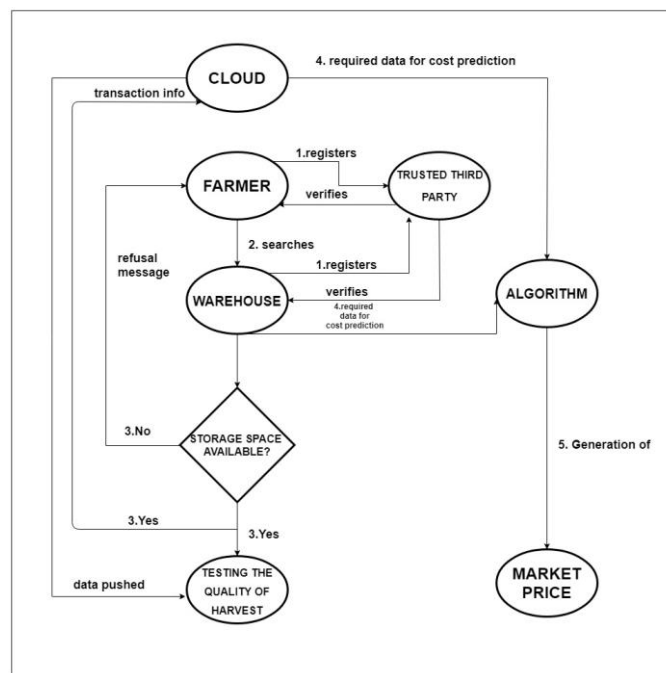 4. required data for cost prediction
CLOUD
transaction info
1.registers
FARMER
TRUSTED THIRD
PARTY
verifies
2. searches
refusal
message
1.registers
verifies
WAREHOUSE
ALGORITHM
4.required
data for
cost prediction
3.No
STORAGE SPACE
AVAILABLE?
5. Generation of
3.Yes
3.Yes
TESTING THE
QUALITY OF
HARVEST
data pushed
MARKET
PRICE